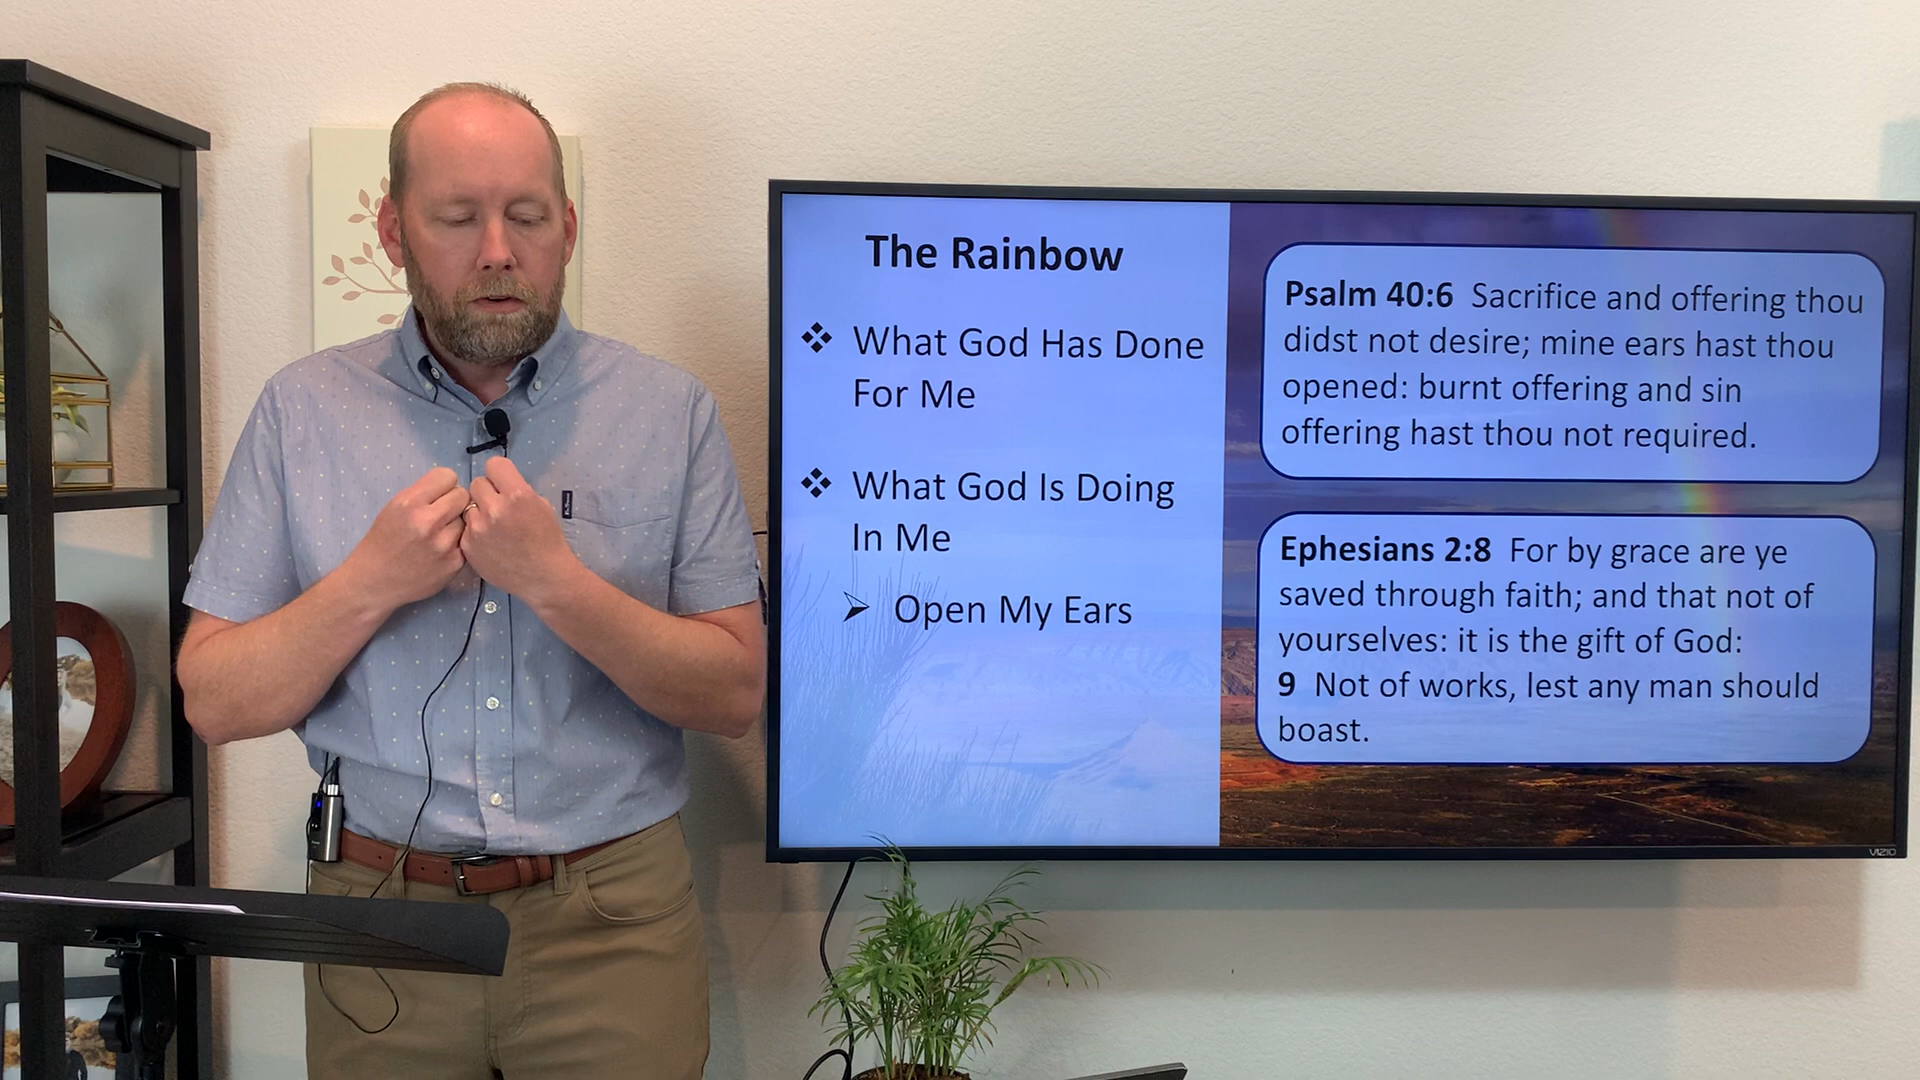 The Rainbow
What God Has Done
For Me
What God Is Doing
In Me
Open My Ears
Psalm 40:6 Sacrifice and offering thou
didst not desire; mine ears hast thou
opened: burnt offering and sin
offering hast thou not required.
Ephesians 2:8 For by grace are ye
saved through faith; and that not of
yourselves: it is the gift of God:
9 Not of works, lest any man should
boast.
VIZIO